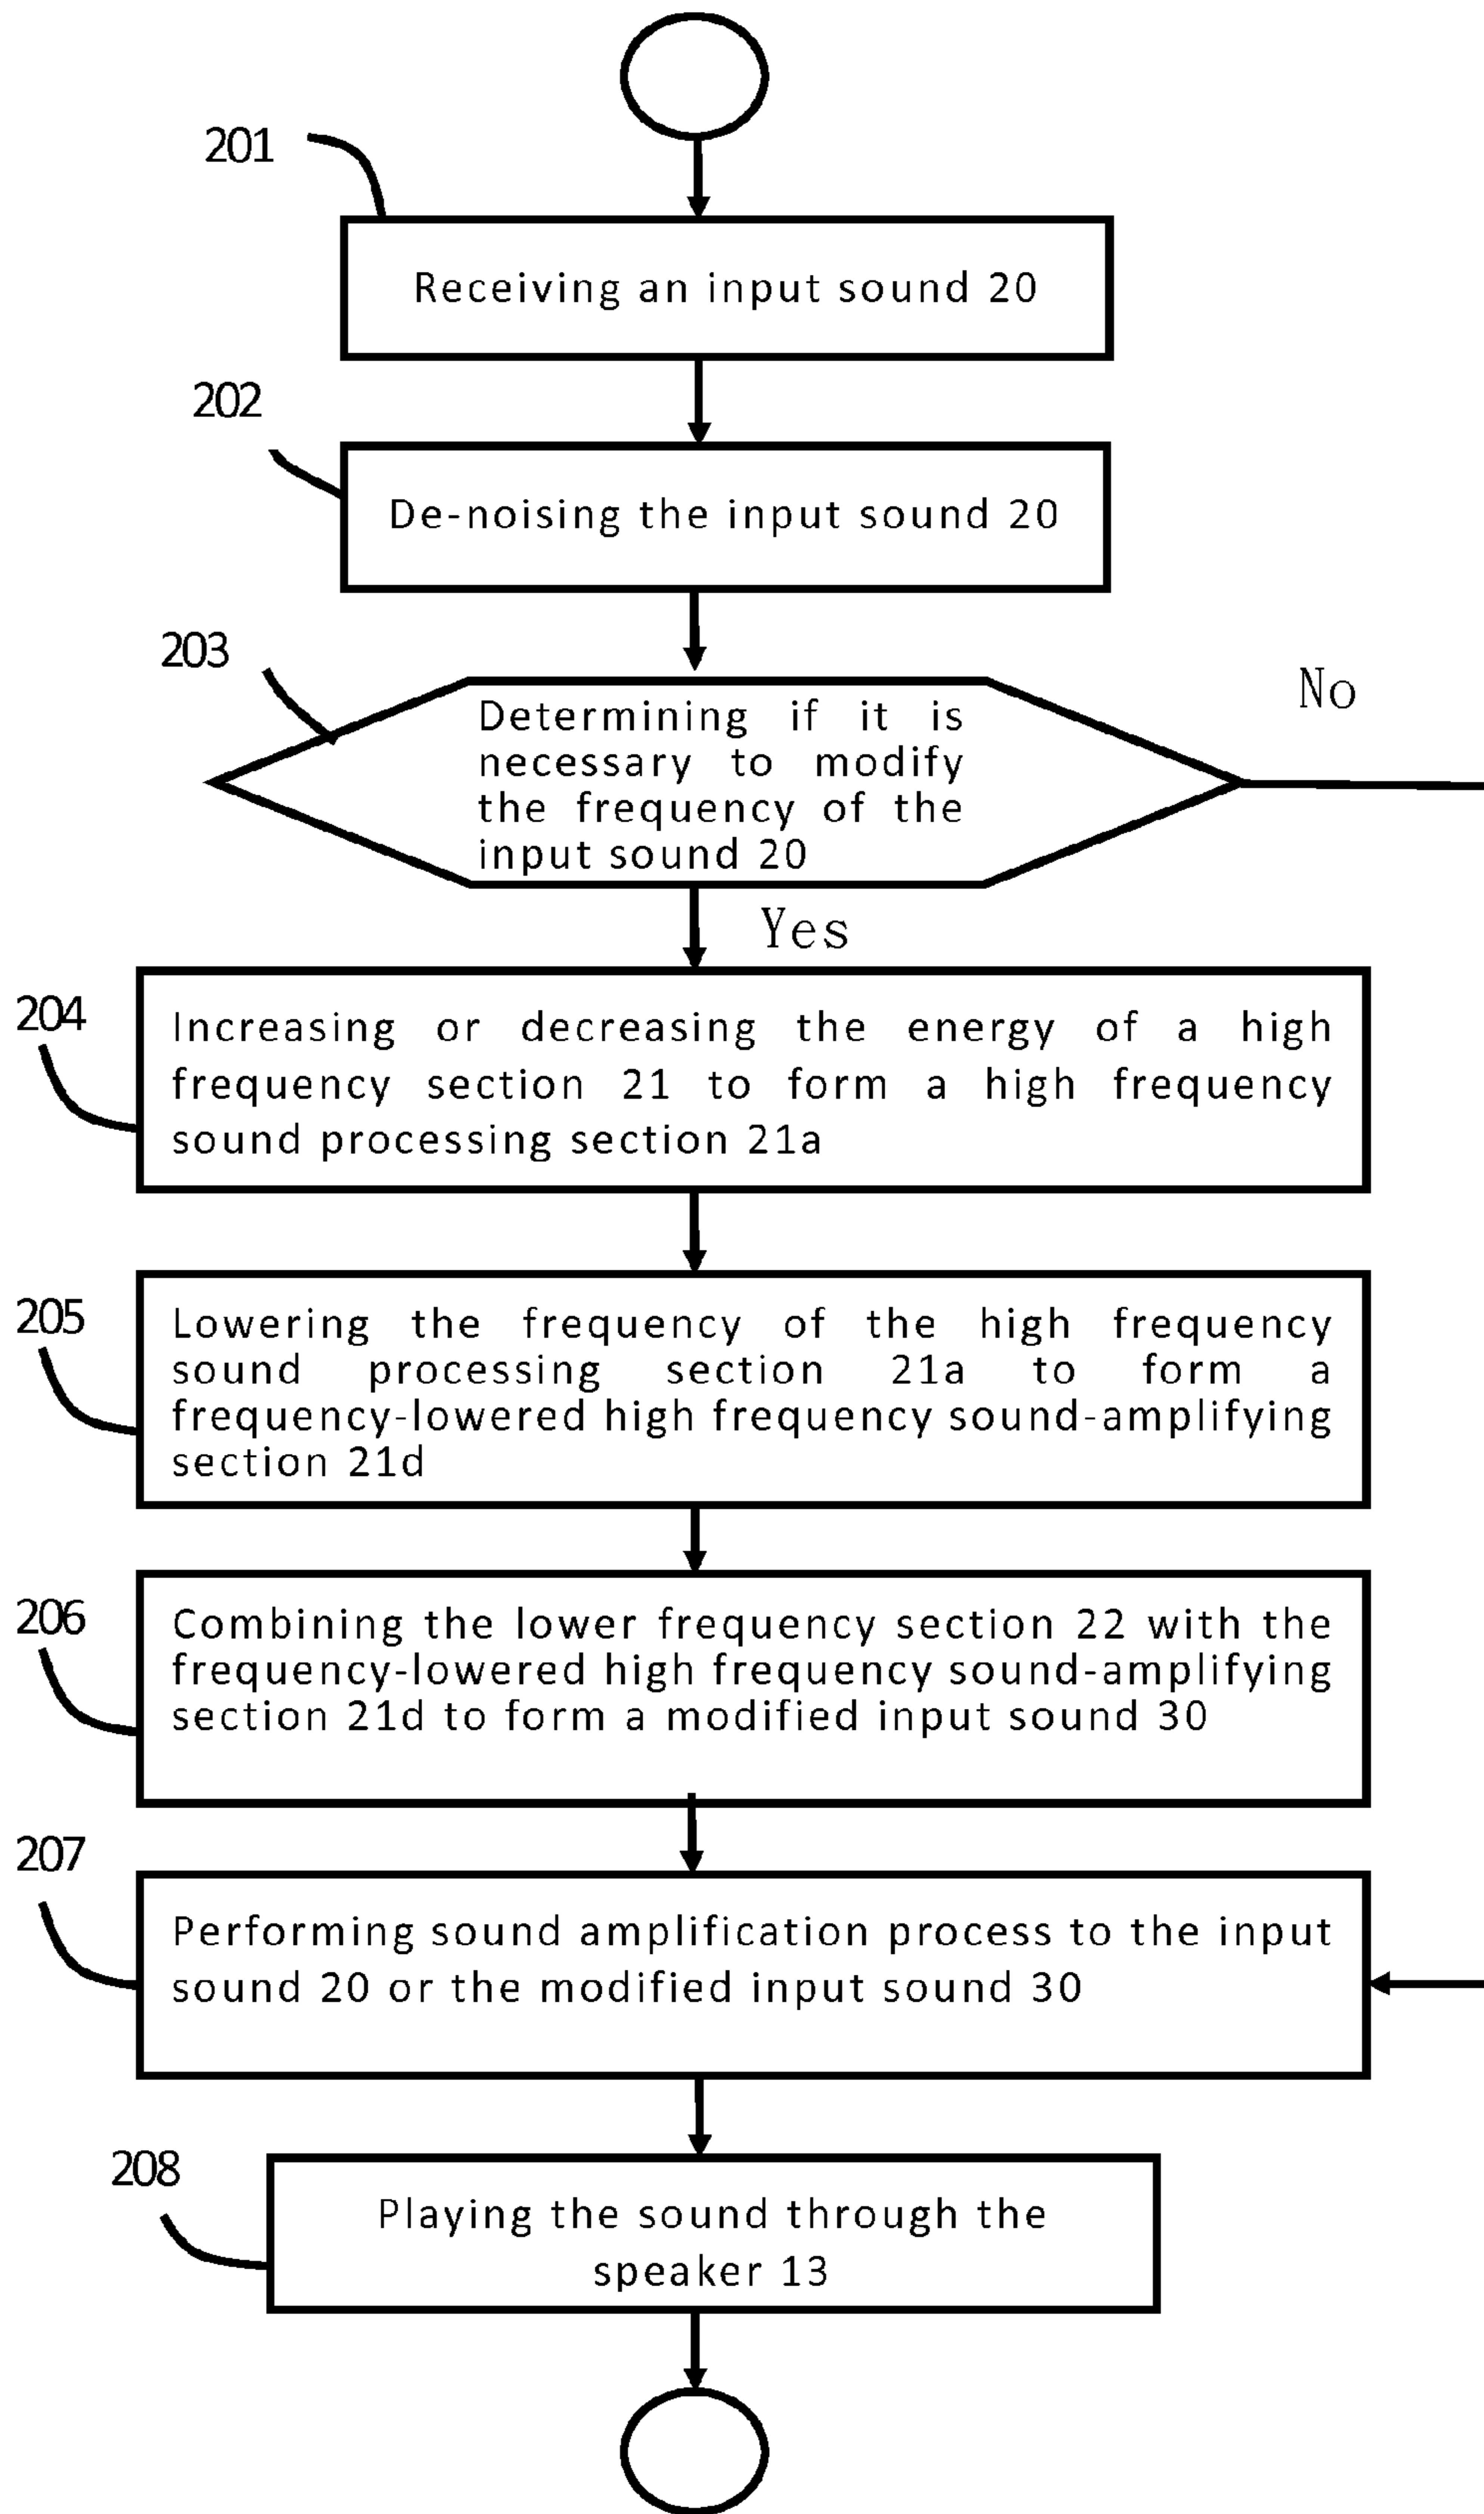 201
Receiving an input sound 20
202
De-noising the input sound 20
203
No
Determining if it is
necessary to modify
the frequency of the
input sound 20
Yes
204
Increasing or decreasing the energy of a high
frequency section 21 to form a high frequency
sound processing section 21a
205
Lowering the frequency of the high frequency
sound processing section 21a to form a
frequency-lowered high frequency sound-amplifying
section 21d
206
Combining the lower frequency section 22 with the
frequency-lowered high frequency sound-amplifying
section 21d to form a modified input sound 30
207
Performing sound amplification process to the input
sound 20 or the modified input sound 30
208
Playing the sound through the
speaker 13